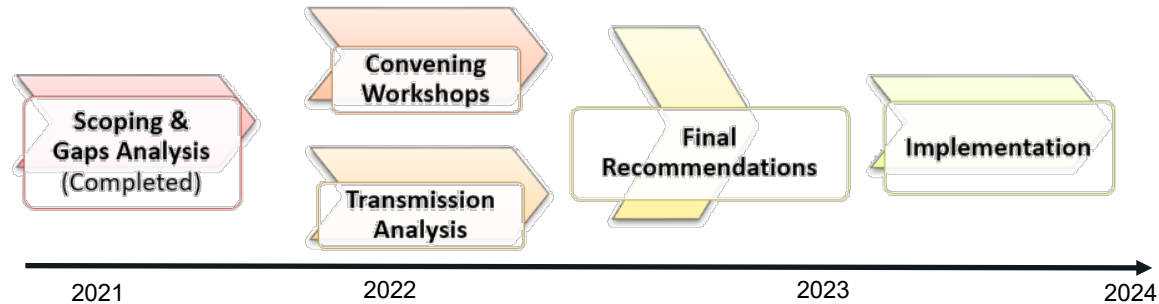 Scoping &
Gaps Analysis
(Completed)
Convening
Workshops
Transmission
Analysis
Final
Recommendations
Implementation
2021
2022
2023
2024